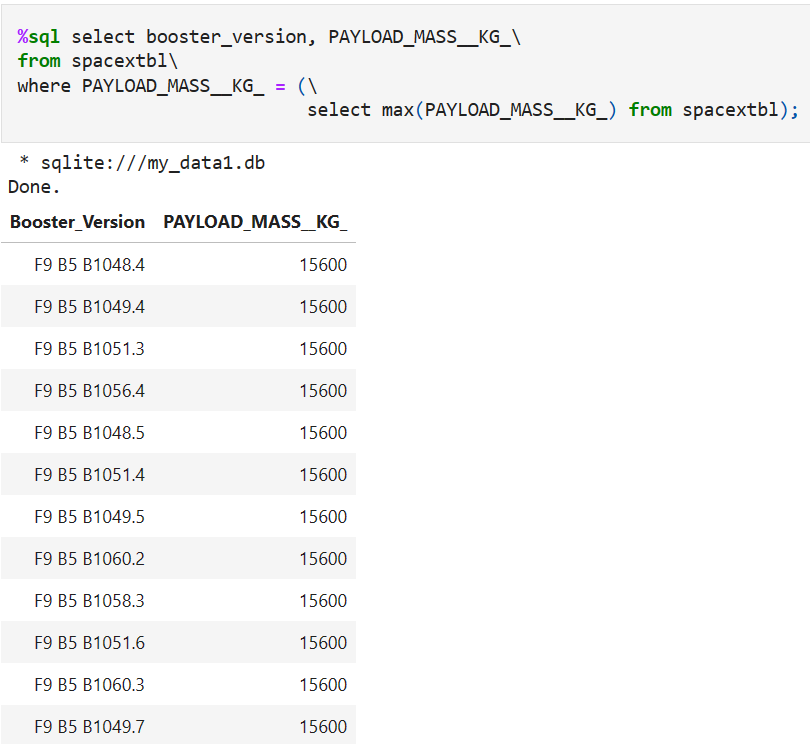 %sql select booster_version, PAYLOAD_MASS__KG_\
from spacextbl\
where PAYLOAD_MASS__KG_ = (\
select max(PAYLOAD_MASS__KG_) from spacextbl);
* sqlite:///my_data1.db
Done.
Booster_Version PAYLOAD_MASS__KG_
F9 B5 B1048.4 15600
F9 B5 B1049.4 15600
F9 B5 B1051.3 15600
F9 B5 B1056.4 15600
F9 B5 B1048.5 15600
F9 B5 B1051.4 15600
F9 B5 B1049.5 15600
F9 B5 B1060.2 15600
F9 B5 B1058.3 15600
F9 B5 B1051.6 15600
F9 B5 B1060.3 15600
F9 B5 B1049.7 15600